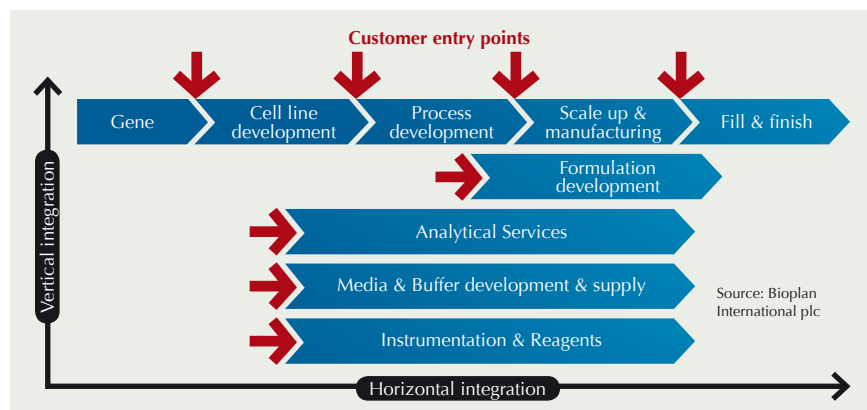 Customer entry points
Gene
Cell line
development
Process
development
Scale up &
manufacturing
Fill & finish
Formulation
development
Analytical Services
Media & Buffer development & supply
Instrumentation & Reagents
Vertical integration
Source: Bioplan
International plc
Horizontal integration